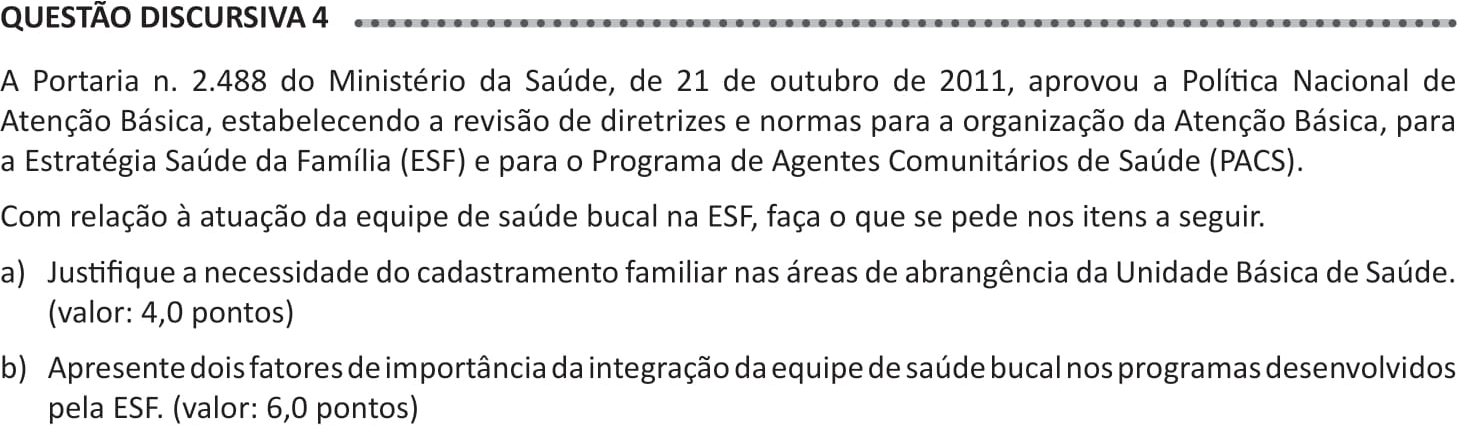 QUESTÃO DISCURSIVA 4
A Portaria n. 2.488 do Ministério da Saúde, de 21 de outubro de 2011, aprovou a Política Nacional de
Atenção Básica, estabelecendo a revisão de diretrizes e normas para a organização da Atenção Básica, para
a Estratégia Saúde da Família (ESF) e para o Programa de Agentes Comunitários de Saúde (PACS).
Com relação à atuação da equipe de saúde bucal na ESF, faça o que se pede nos itens a seguir.
a) Justifique a necessidade do cadastramento familiar nas áreas de abrangência da Unidade Básica de Saúde.
(valor: 4,0 pontos)
b) Apresente dois fatores de importância da integração da equipe de saúde bucal nos programas desenvolvidos
pela ESF. (valor: 6,0 pontos)